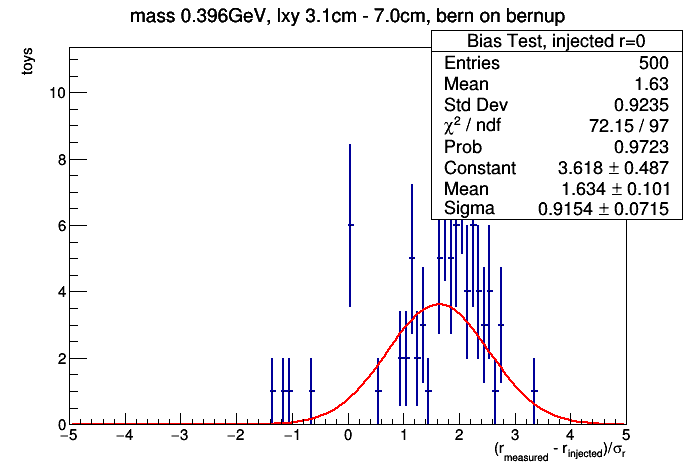 mass 0.396GeV, lxy 3.1cm - 7.0cm, bern on bernup
toys
Bias Test, injected r=0
Entries 500
Mean 1.63
Std Dev 0.9235
χ² / ndf 72.15 / 97
Prob 0.9723
Constant 3.618 ± 0.487
Mean 1.634 ± 0.101
Sigma 0.9154 ± 0.0715
10
8
6
4
2
0
−5 −4 −3 −2 −1 0 1 2 3 4 5
(r_measured - r_injected)/σ_r